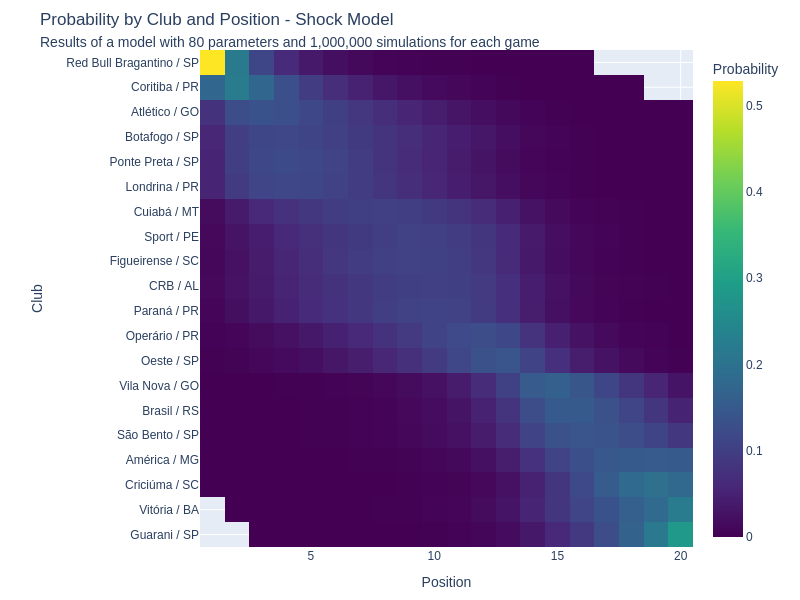 Probability by Club and Position - Shock Model
Results of a model with 80 parameters and 1,000,000 simulations for each game
Probability
Red Bull Bragantino / SP
Coritiba / PR
Atlético / GO
Botafogo / SP
Ponte Preta / SP
Londrina / PR
Cuiabá / MT
Sport / PE
Figueirense / SC
CRB / AL
Paraná / PR
Operário / PR
Oeste / SP
Vila Nova / GO
Brasil / RS
São Bento / SP
América / MG
Criciúma / SC
Vitória / BA
Guarani / SP
Club
5 10 15 20
Position
0.5
0.4
0.3
0.2
0.1
0